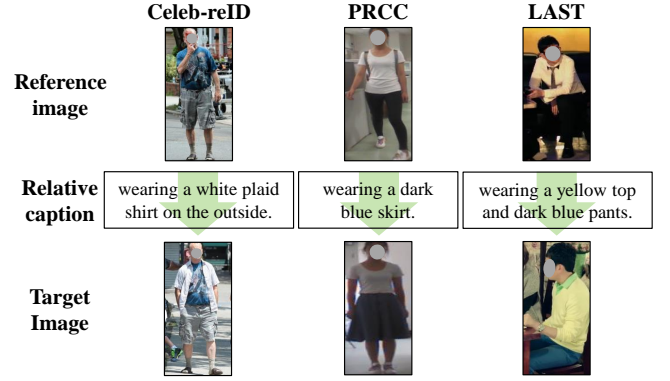 Celeb-reID PRCC LAST
Reference
image
Relative
caption
wearing a white plaid
shirt on the outside.
wearing a dark
blue skirt.
wearing a yellow top
and dark blue pants.
Target
Image